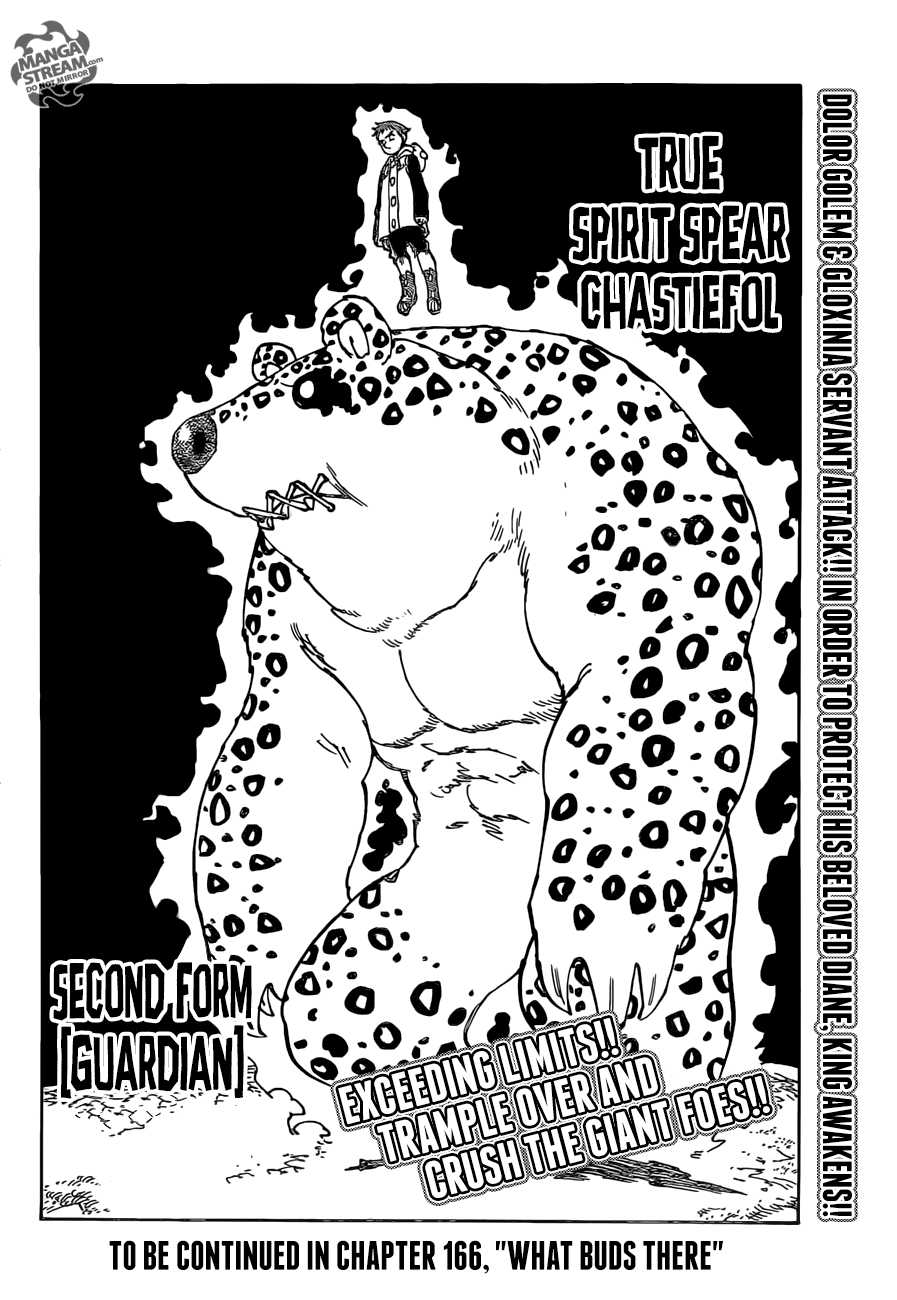 MANGA
STREAM.com
DO NOT MIRROR
TRUE
SPIRIT SPEAR
CHASTIEFOL
DOLOR GOLEM & GLOXINIA SERVANT ATTACK!! IN ORDER TO PROTECT HIS BELOVED DIANE, KING AWAKENS!!
SECOND FORM
[GUARDIAN]
EXCEEDING LIMITS!!
TRAMPLE OVER AND
CRUSH THE GIANT FOES!!
TO BE CONTINUED IN CHAPTER 166, "WHAT BUDS THERE"